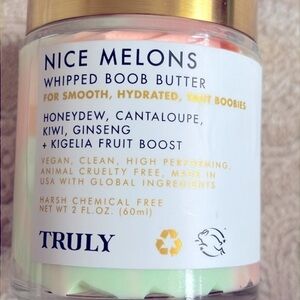 NICE MELONS
WHIPPED BOOB BUTTER
FOR SMOOTH, HYDRATED, TAUT BOOBIES
HONEYDEW, CANTALOUPE,
KIWI, GINSENG
+ KIGELIA FRUIT BOOST
VEGAN, CLEAN, HIGH PERFORMING,
ANIMAL CRUELTY FREE, MADE IN
USA WITH GLOBAL INGREDIENTS
HARSH CHEMICAL FREE
NET WT 2 FL.OZ. (60ml)
TRULY